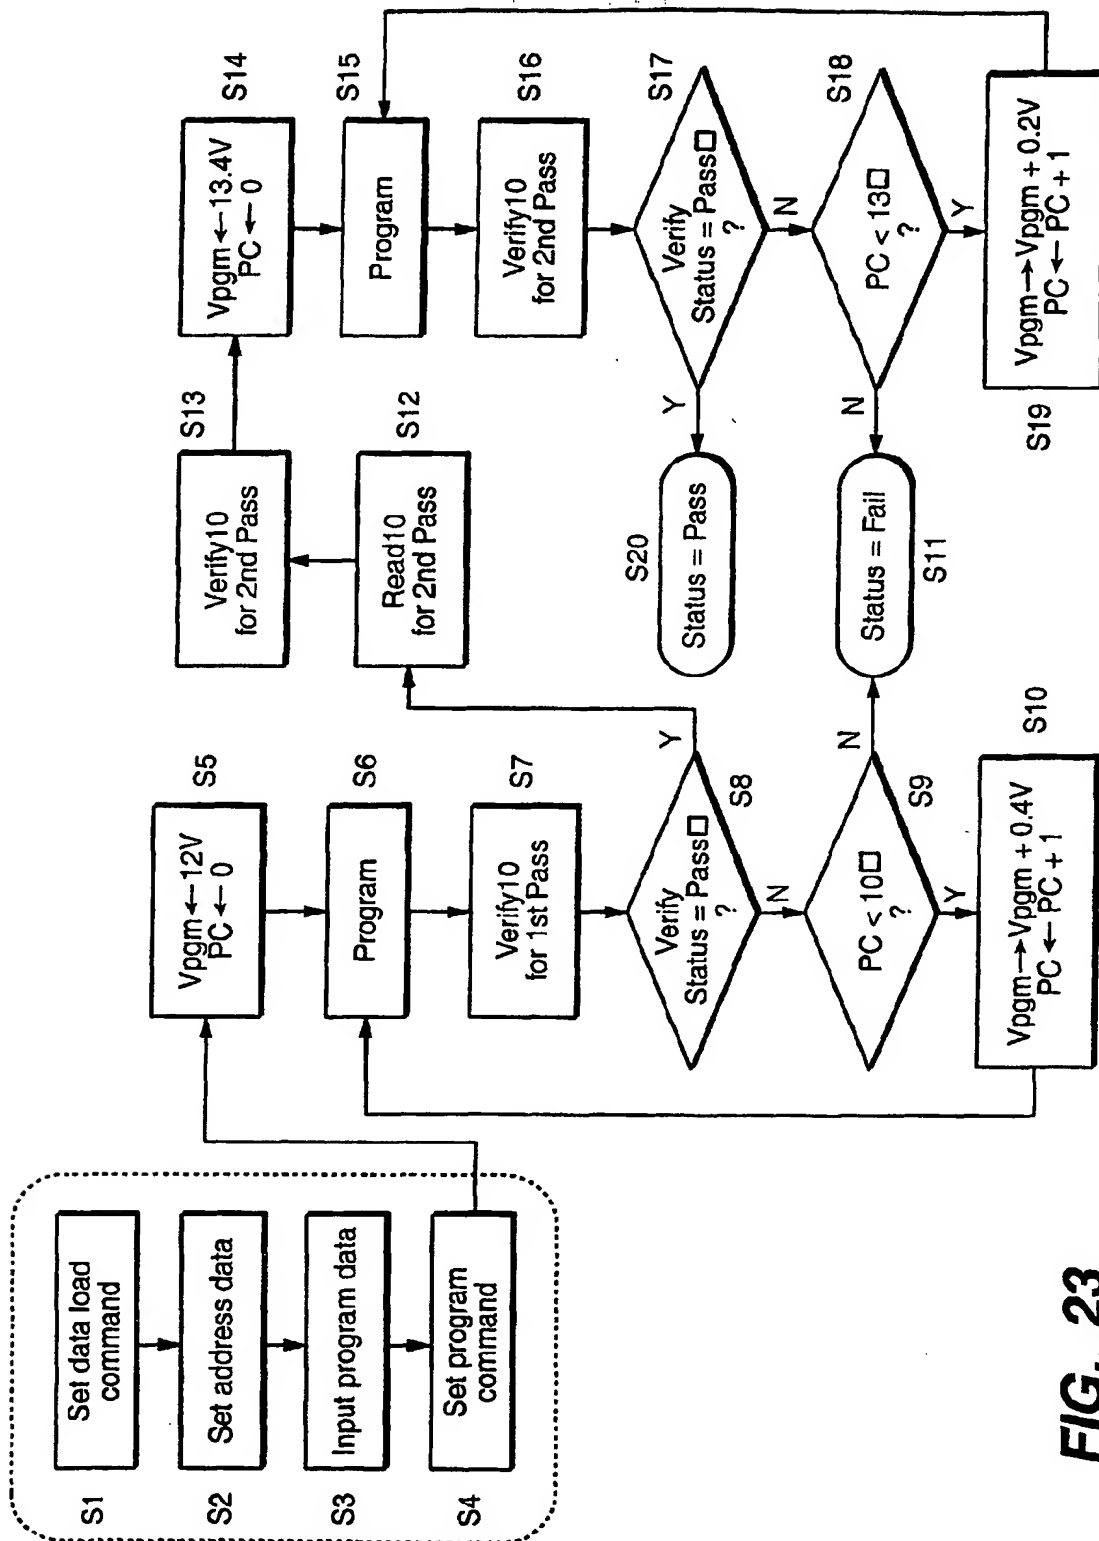 S1
Set data load
command
S2
Set address data
S3
Input program data
S4
Set program
command
S5
Vpgm←12V
PC←0
S6
Program
S7
Verify10
for 1st Pass
S8
Verify
Status = Pass□
?
Y
N
S9
PC < 10□
?
N
Y
S10
Vpgm→Vpgm + 0.4V
PC←PC + 1
S11
Status = Fail
S12
Read10
for 2nd Pass
S13
Verify10
for 2nd Pass
S14
Vpgm←13.4V
PC←0
S15
Program
S16
Verify10
for 2nd Pass
S17
Verify
Status = Pass□
?
Y
N
S18
PC < 13□
?
N
Y
S19
Vpgm→Vpgm + 0.2V
PC←PC + 1
S20
Status = Pass
FIG._23